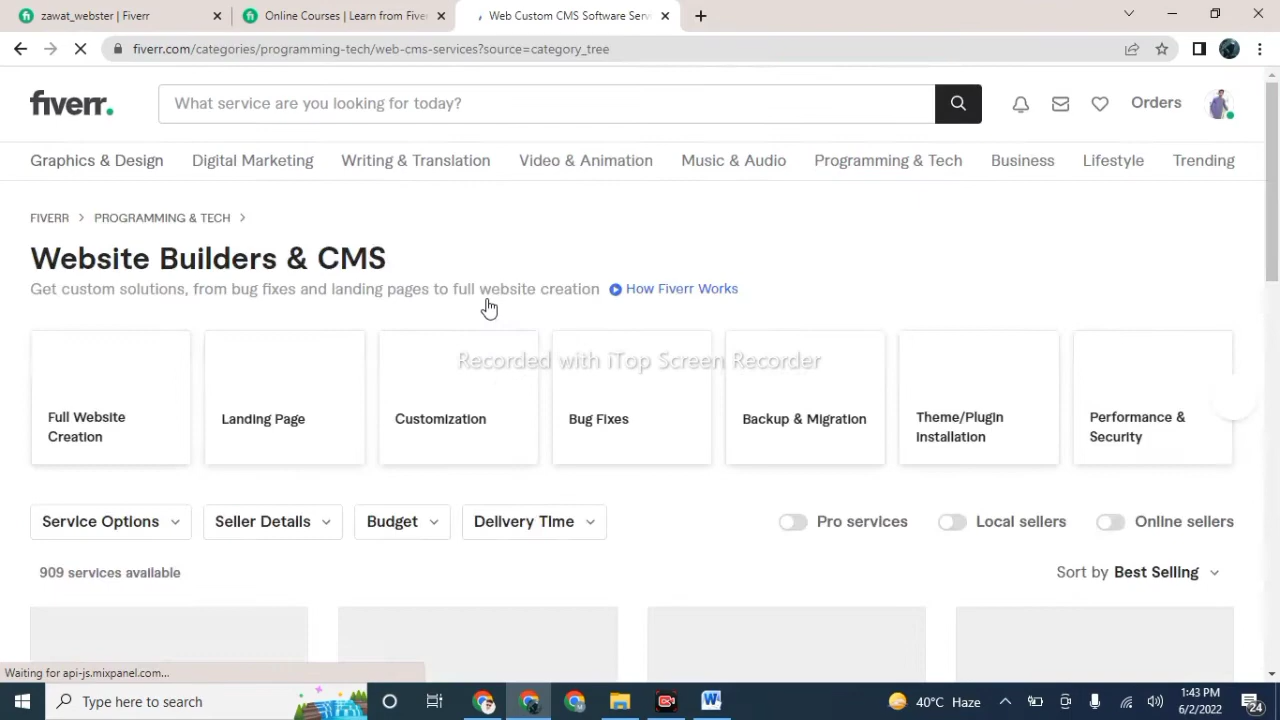 zawat_webster | Fiverr
Online Courses | Learn from Fiver
Web Custom CMS Software Serv
fiverr.com/categories/programming-tech/web-cms-services?source=category_tree
fiverr.
What service are you looking for today?
Orders
Graphics & Design Digital Marketing Writing & Translation Video & Animation Music & Audio Programming & Tech Business Lifestyle Trending
FIVERR > PROGRAMMING & TECH >
Website Builders & CMS
Get custom solutions, from bug fixes and landing pages to full website creation How Fiverr Works
Recorded with iTop Screen Recorder
Full Website
Creation
Landing Page
Customization
Bug Fixes
Backup & Migration
Theme/Plugin
Installation
Performance &
Security
Service Options Seller Details Budget Delivery Time Pro services Local sellers Online sellers
909 services available Sort by Best Selling
Waiting for api-js.mixpanel.com...
Type here to search
40°C Haze
1:43 PM
6/2/2022
24